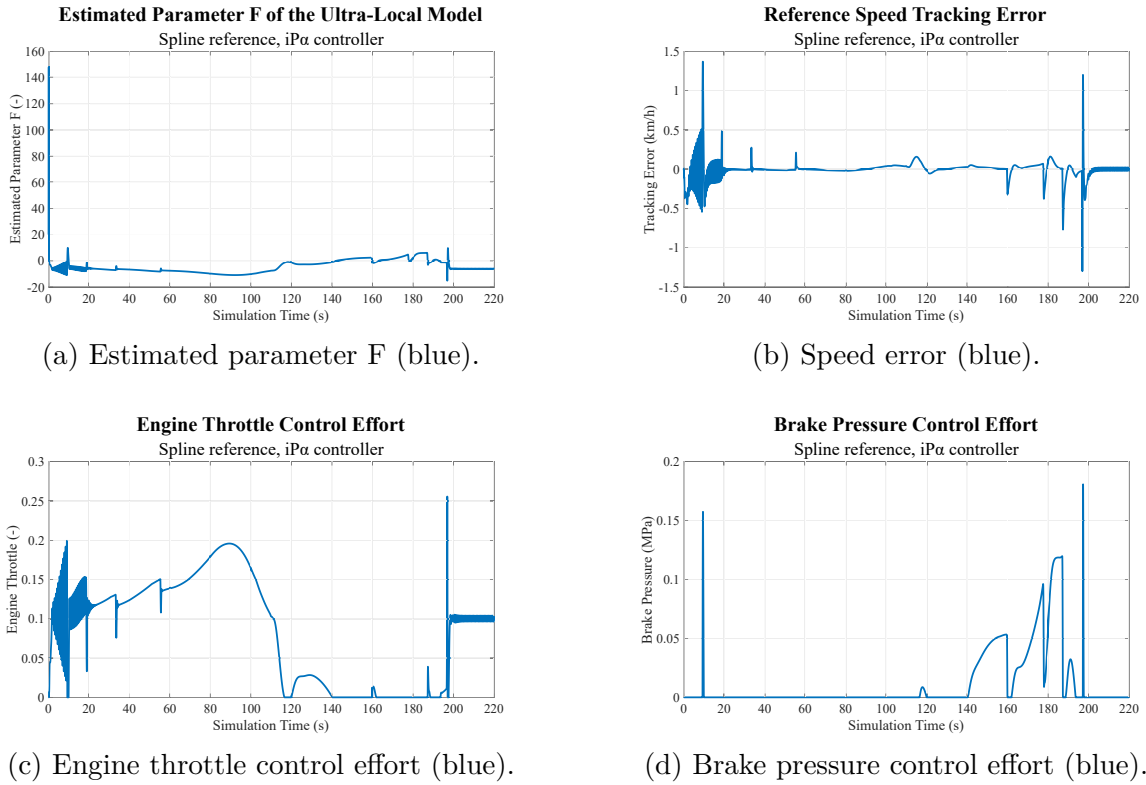 Estimated Parameter F of the Ultra-Local Model
Spline reference, iPα controller
160
140
120
100
80
60
40
20
0
-20
Estimated Parameter F (-)
0 20 40 60 80 100 120 140 160 180 200 220
Simulation Time (s)
(a) Estimated parameter F (blue).
Reference Speed Tracking Error
Spline reference, iPα controller
1.5
1
0.5
0
-0.5
-1
-1.5
Tracking Error (km/h)
0 20 40 60 80 100 120 140 160 180 200 220
Simulation Time (s)
(b) Speed error (blue).
Engine Throttle Control Effort
Spline reference, iPα controller
0.3
0.25
0.2
0.15
0.1
0.05
0
Engine Throttle (-)
0 20 40 60 80 100 120 140 160 180 200 220
Simulation Time (s)
(c) Engine throttle control effort (blue).
Brake Pressure Control Effort
Spline reference, iPα controller
0.2
0.15
0.1
0.05
0
Brake Pressure (MPa)
0 20 40 60 80 100 120 140 160 180 200 220
Simulation Time (s)
(d) Brake pressure control effort (blue).